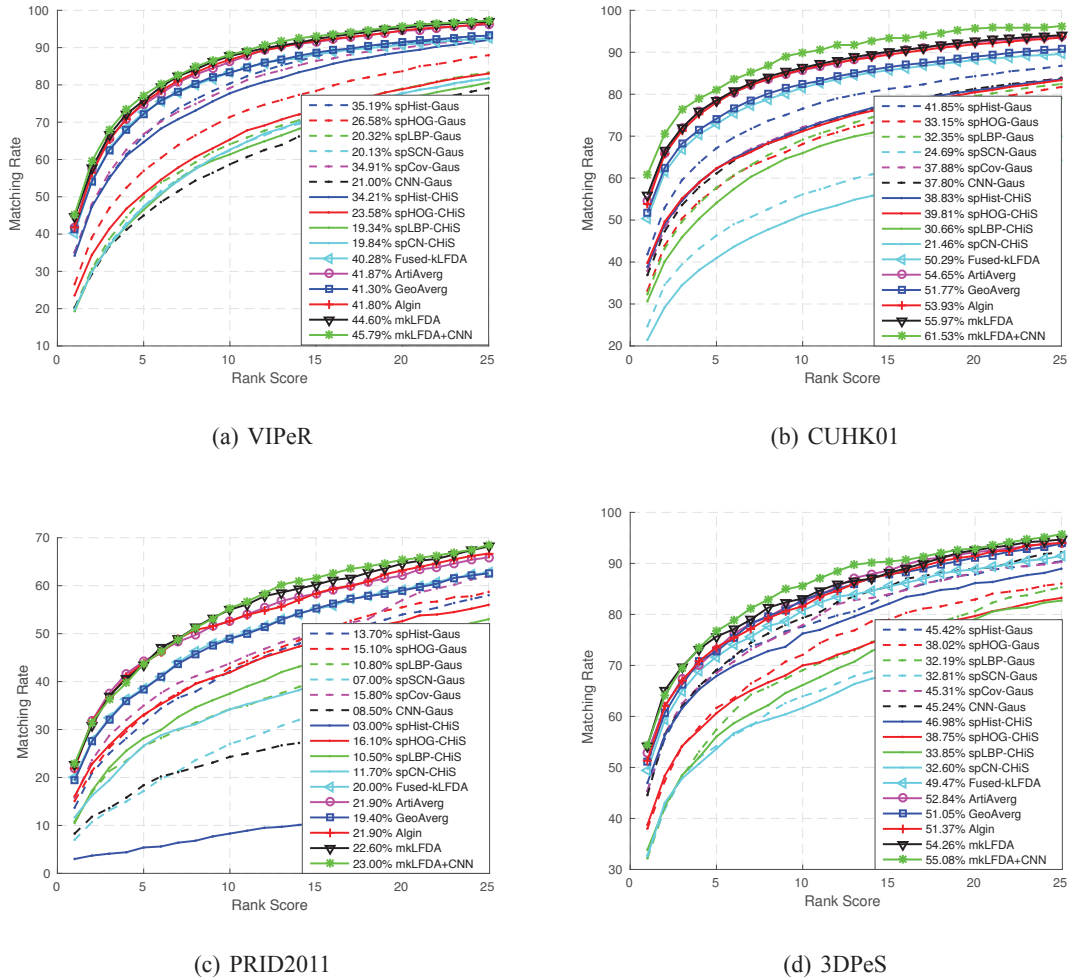 100
90
80
70
60
50
40
30
20
10
0
5
10
15
20
25
Matching Rate
Rank Score
35.19% spHist-Gaus
26.58% spHOG-Gaus
20.32% spLBP-Gaus
20.13% spSCN-Gaus
34.91% spCov-Gaus
21.00% CNN-Gaus
34.21% spHist-CHiS
23.58% spHOG-CHiS
19.34% spLBP-CHiS
19.84% spCN-CHiS
40.28% Fused-kLFDA
41.87% ArtiAverg
41.30% GeoAverg
41.80% Algin
44.60% mkLFDA
45.79% mkLFDA+CNN
(a) VIPeR
100
90
80
70
60
50
40
30
20
0
5
10
15
20
25
Matching Rate
Rank Score
41.85% spHist-Gaus
33.15% spHOG-Gaus
32.35% spLBP-Gaus
24.69% spSCN-Gaus
37.88% spCov-Gaus
37.80% CNN-Gaus
38.83% spHist-CHiS
39.81% spHOG-CHiS
30.66% spLBP-CHiS
21.46% spCN-CHiS
50.29% Fused-kLFDA
54.65% ArtiAverg
51.77% GeoAverg
53.93% Algin
55.97% mkLFDA
61.53% mkLFDA+CNN
(b) CUHK01
70
60
50
40
30
20
10
0
0
5
10
15
20
25
Matching Rate
Rank Score
13.70% spHist-Gaus
15.10% spHOG-Gaus
10.80% spLBP-Gaus
07.00% spSCN-Gaus
15.80% spCov-Gaus
08.50% CNN-Gaus
03.00% spHist-CHiS
16.10% spHOG-CHiS
10.50% spLBP-CHiS
11.70% spCN-CHiS
20.00% Fused-kLFDA
21.90% ArtiAverg
19.40% GeoAverg
21.90% Algin
22.60% mkLFDA
23.00% mkLFDA+CNN
(c) PRID2011
100
90
80
70
60
50
40
30
0
5
10
15
20
25
Matching Rate
Rank Score
45.42% spHist-Gaus
38.02% spHOG-Gaus
32.19% spLBP-Gaus
32.81% spSCN-Gaus
45.31% spCov-Gaus
45.24% CNN-Gaus
46.98% spHist-CHiS
38.75% spHOG-CHiS
33.85% spLBP-CHiS
32.60% spCN-CHiS
49.47% Fused-kLFDA
52.84% ArtiAverg
51.05% GeoAverg
51.37% Algin
54.26% mkLFDA
55.08% mkLFDA+CNN
(d) 3DPeS